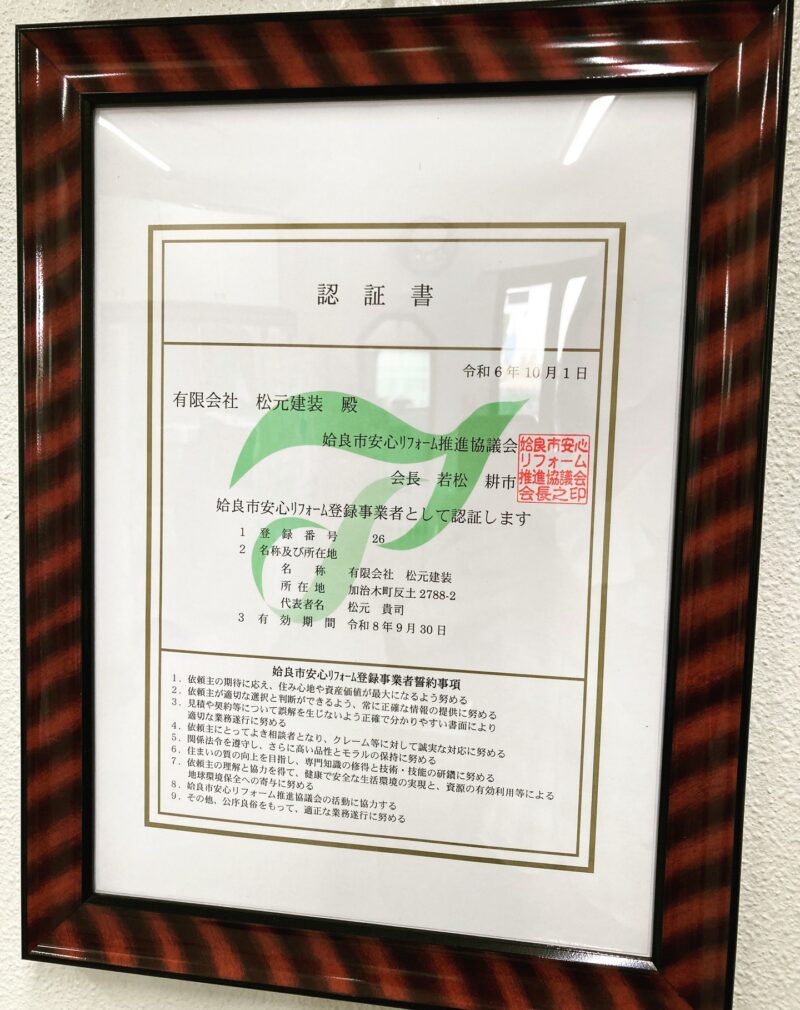 認証書
令和6年10月1日
有限会社 松元建装 殿
姶良市安心ﾘﾌｫｰﾑ推進協議会
会長 若松 耕市
姶良市安心
リフォーム
推進協議会
会長之印
姶良市安心ﾘﾌｫｰﾑ登録事業者として認証します
1 登録番号 26
2 名称及び所在地
名称 有限会社 松元建装
所在地 加治木町反土2788-2
代表者名 松元 貴司
3 有効期間 令和8年9月30日
姶良市安心ﾘﾌｫｰﾑ登録事業者誓約事項
1．依頼主の期待に応え、住み心地や資産価値が最大になるよう努める
2．依頼主が適切な選択と判断ができるよう、常に正確な情報の提供に努める
3．見積や契約等について誤解を生じないよう正確で分かりやすい書面により
適切な業務遂行に努める
4．依頼主にとってよき相談者となり、クレーム等に対して誠実な対応に努める
5．関係法令を遵守し、さらに高い品性とモラルの保持に努める
6．住まいの質の向上を目指し、専門知識の修得と技術・技能の研鑽に努める
7．依頼主の理解と協力を得て、健康で安全な生活環境の実現と、資源の有効利用等による
地球環境保全への寄与に努める
8．姶良市安心リフォーム推進協議会の活動に協力する
9．その他、公序良俗をもって、適正な業務遂行に努める